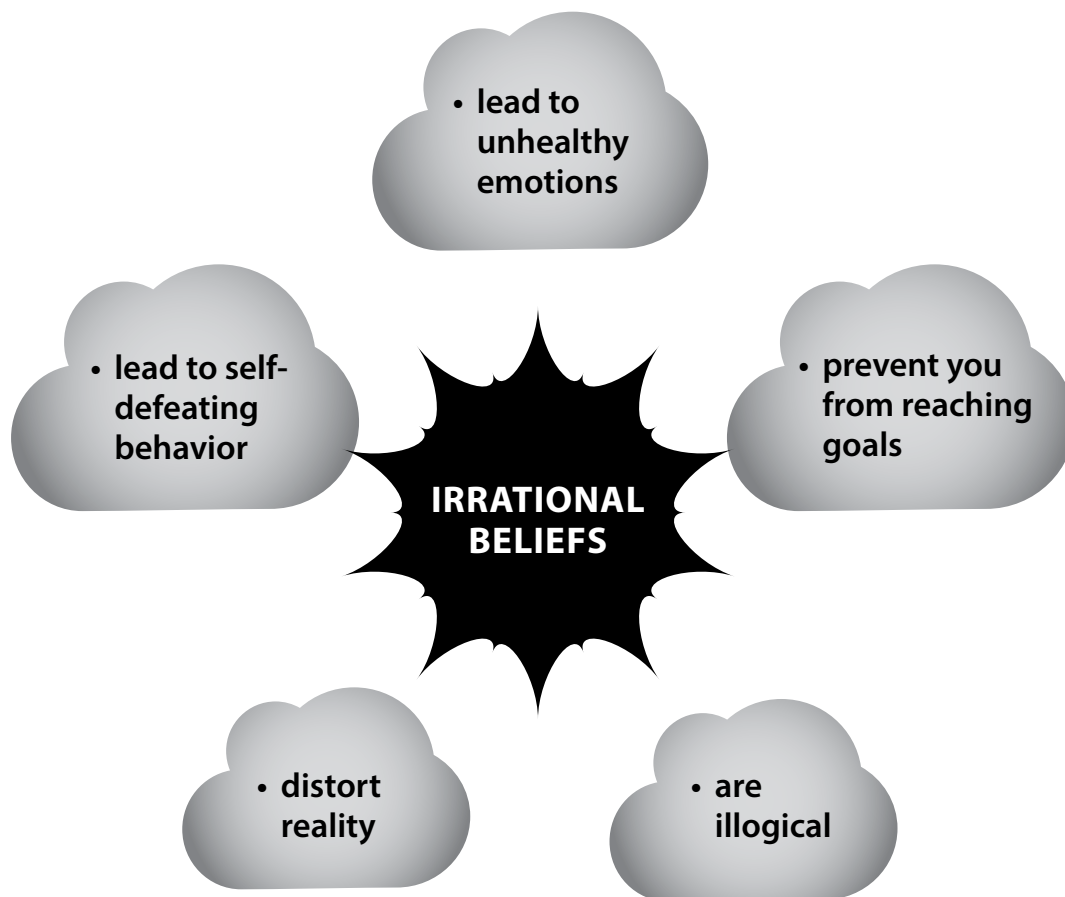 • lead to
unhealthy
emotions
• lead to self-
defeating
behavior
• prevent you
from reaching
goals
IRRATIONAL
BELIEFS
• distort
reality
• are
illogical